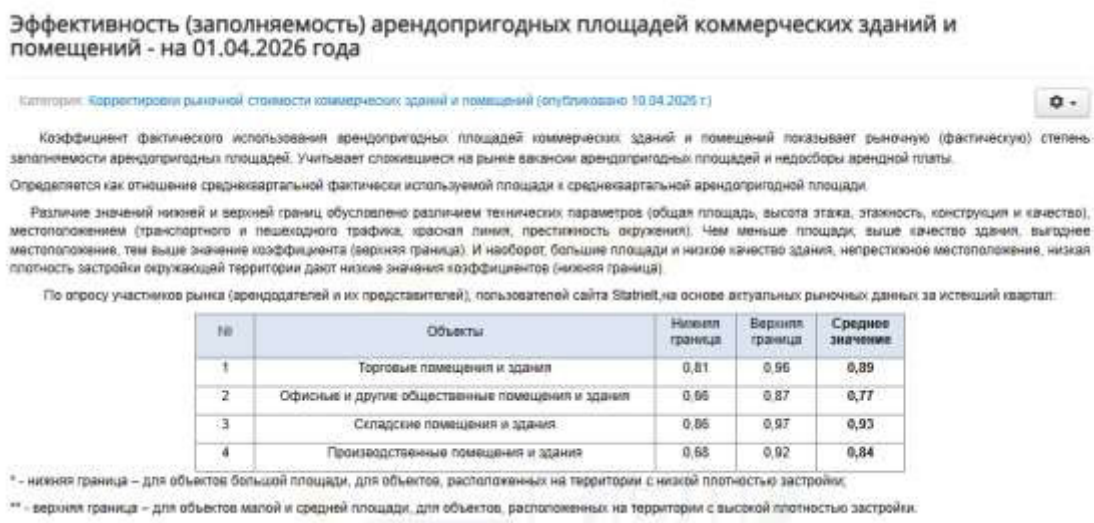 Эффективность (заполняемость) арендопригодных площадей коммерческих зданий и
помещений - на 01.04.2026 года
Категория: Корректировки рыночной стоимости коммерческих зданий и помещений (опубликовано 10.04.2026 г.)
Коэффициент фактического использования арендопригодных площадей коммерческих зданий и помещений показывает рыночную (фактическую) степень
заполняемости арендопригодных площадей. Учитывает сложившиеся на рынке вакансии арендопригодных площадей и недосборы арендной платы.
Определяется как отношение среднеквартальной фактически используемой площади к среднеквартальной арендопригодной площади.
Различие значений нижней и верхней границ обусловлено различием технических параметров (общая площадь, высота этажа, этажность, конструкция и качество),
местоположением (транспортного и пешеходного трафика, красная линия, престижность окружения). Чем меньше площади, выше качество здания, выгоднее
местоположение, тем выше значение коэффициента (верхняя граница). И наоборот, большие площади и низкое качество здания, непрестижное местоположение, низкая
плотность застройки окружающей территории дают низкие значения коэффициентов (нижняя граница).
По опросу участников рынка (арендодателей и их представителей), пользователей сайта Statrielt, на основе актуальных рыночных данных за истекший квартал:
№ Объекты Нижняя граница Верхняя граница Среднее значение
1 Торговые помещения и здания 0,81 0,96 0,89
2 Офисные и другие общественные помещения и здания 0,66 0,87 0,77
3 Складские помещения и здания 0,86 0,97 0,93
4 Производственные помещения и здания 0,68 0,92 0,84
* - нижняя граница – для объектов большой площади, для объектов, расположенных на территории с низкой плотностью застройки;
** - верхняя граница – для объектов малой и средней площади, для объектов, расположенных на территории с высокой плотностью застройки.